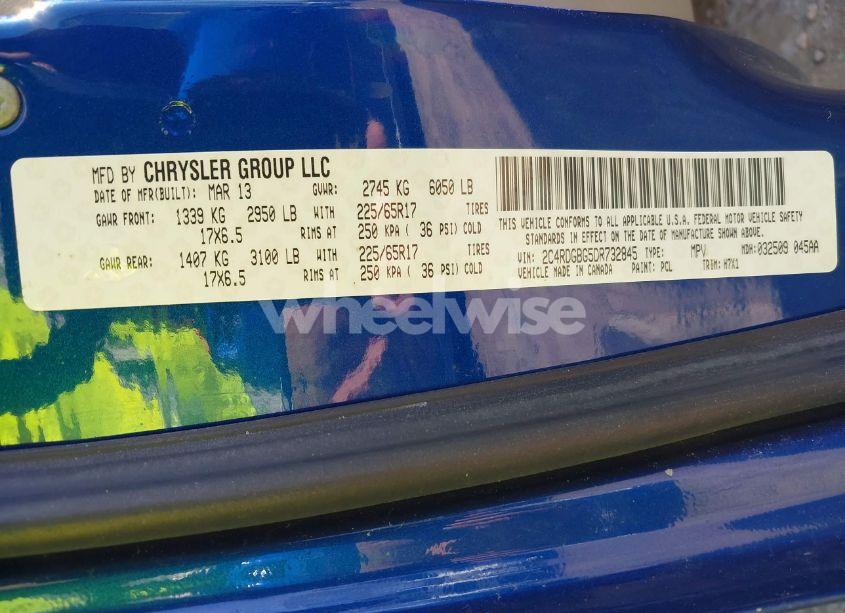 MFD BY CHRYSLER GROUP LLC
DATE OF MFR(BUILT): MAR 13 GVWR: 2745 KG 6050 LB
GAWR FRONT: 1339 KG 2950 LB WITH 225/65R17 TIRES
17X6.5 RIMS AT 250 KPA ( 36 PSI) COLD
GAWR REAR: 1407 KG 3100 LB WITH 225/65R17 TIRES
17X6.5 RIMS AT 250 KPA ( 36 PSI) COLD
THIS VEHICLE CONFORMS TO ALL APPLICABLE U.S.A. FEDERAL MOTOR VEHICLE SAFETY
STANDARDS IN EFFECT ON THE DATE OF MANUFACTURE SHOWN ABOVE.
VIN: 2C4RDGBG5DR732845 TYPE: MPV MDH: 032509 045AA
VEHICLE MADE IN CANADA PAINT: PCL TRIM: H7X1
wheelwise